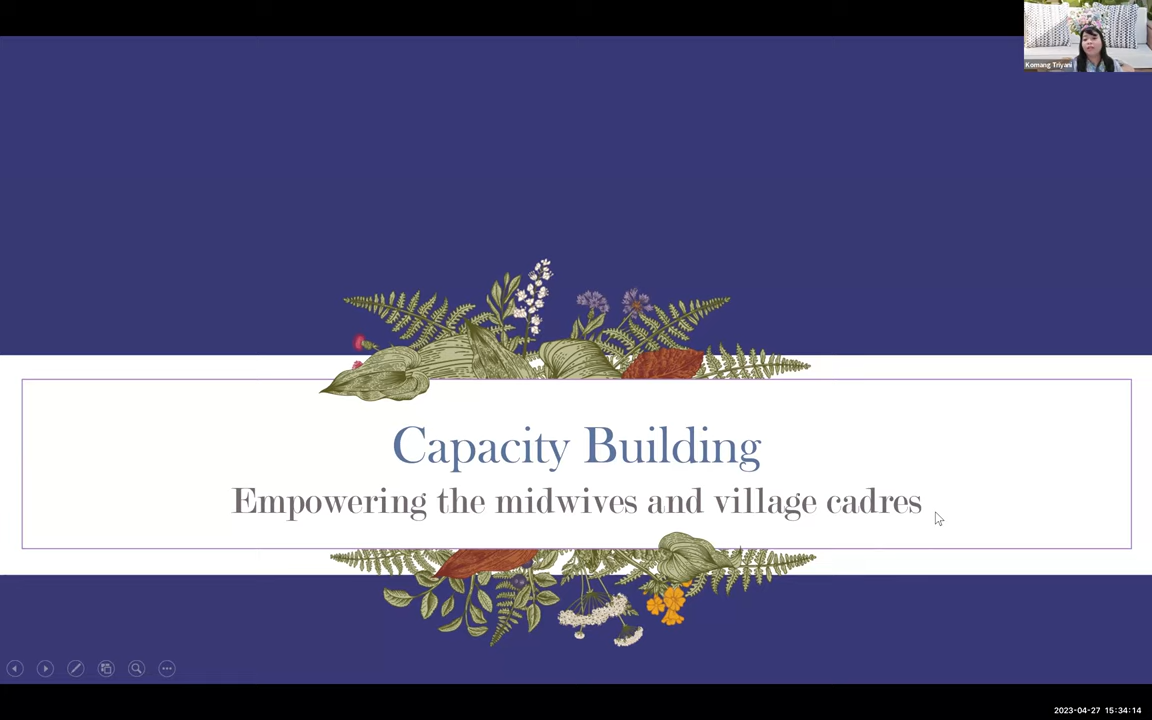 Komang Triyani
Capacity Building
Empowering the midwives and village cadres
2023-04-27 15:34:14